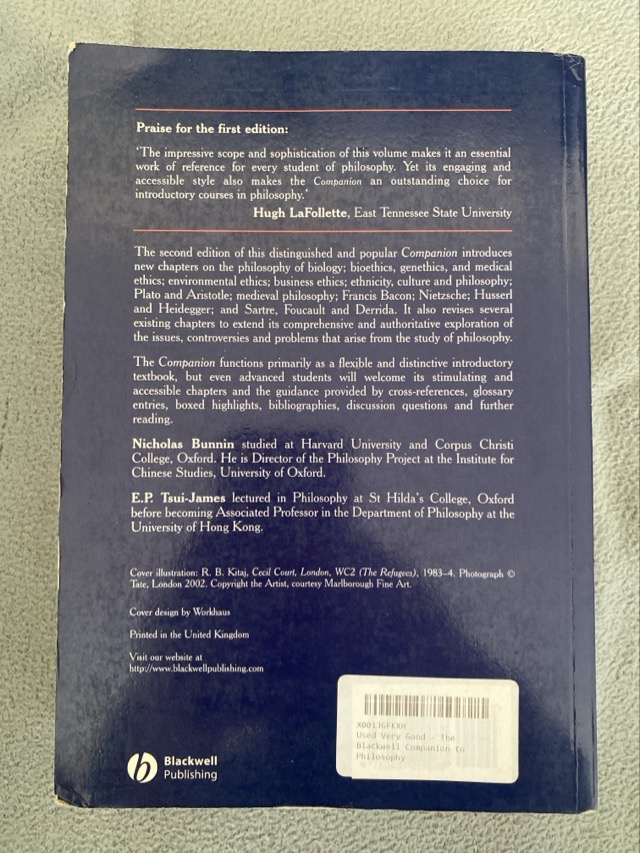 Praise for the first edition:
'The impressive scope and sophistication of this volume makes it an essential
work of reference for every student of philosophy. Yet its engaging and
accessible style also makes the Companion an outstanding choice for
introductory courses in philosophy.'
Hugh LaFollette, East Tennessee State University
The second edition of this distinguished and popular Companion introduces
new chapters on the philosophy of biology; bioethics, genethics, and medical
ethics; environmental ethics; business ethics; ethnicity, culture and philosophy;
Plato and Aristotle; medieval philosophy; Francis Bacon; Nietzsche; Husserl
and Heidegger; and Sartre, Foucault and Derrida. It also revises several
existing chapters to extend its comprehensive and authoritative exploration of
the issues, controversies and problems that arise from the study of philosophy.
The Companion functions primarily as a flexible and distinctive introductory
textbook, but even advanced students will welcome its stimulating and
accessible chapters and the guidance provided by cross-references, glossary
entries, boxed highlights, bibliographies, discussion questions and further
reading.
Nicholas Bunnin studied at Harvard University and Corpus Christi
College, Oxford. He is Director of the Philosophy Project at the Institute for
Chinese Studies, University of Oxford.
E.P. Tsui-James lectured in Philosophy at St Hilda's College, Oxford
before becoming Associated Professor in the Department of Philosophy at the
University of Hong Kong.
Cover illustration: R. B. Kitaj, Cecil Court, London, WC2 (The Refugees), 1983–4. Photograph ©
Tate, London 2002. Copyright the Artist, courtesy Marlborough Fine Art.
Cover design by Workhaus
Printed in the United Kingdom
Visit our website at
http://www.blackwellpublishing.com
X001JGFKXH
Used Very Good - The
Blackwell Companion to
Philosophy
b Blackwell
Publishing